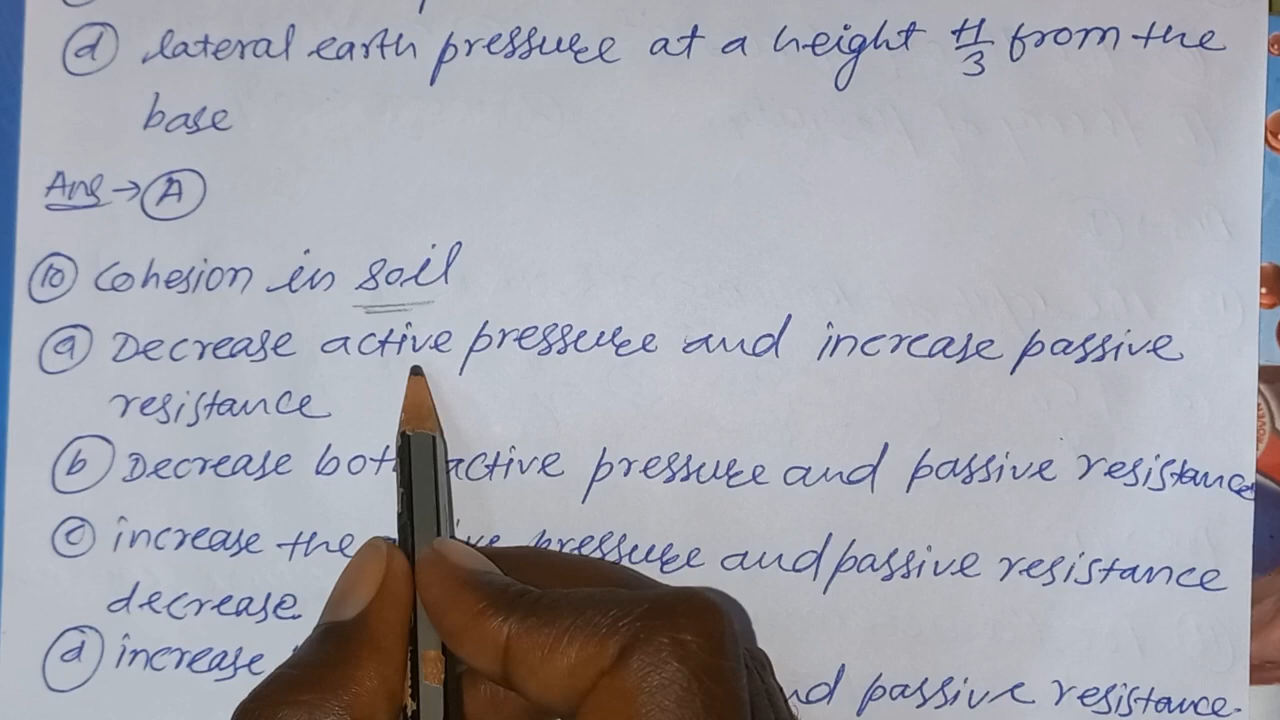 (d) lateral earth pressure at a height H/3 from the
base
Ans → (A)
(10) Cohesion in soil
(a) Decrease active pressure and increase passive
resistance
(b) Decrease both active pressure and passive resistance
(c) increase the pressure and passive resistance
decrease
(d) increase passive resistance.